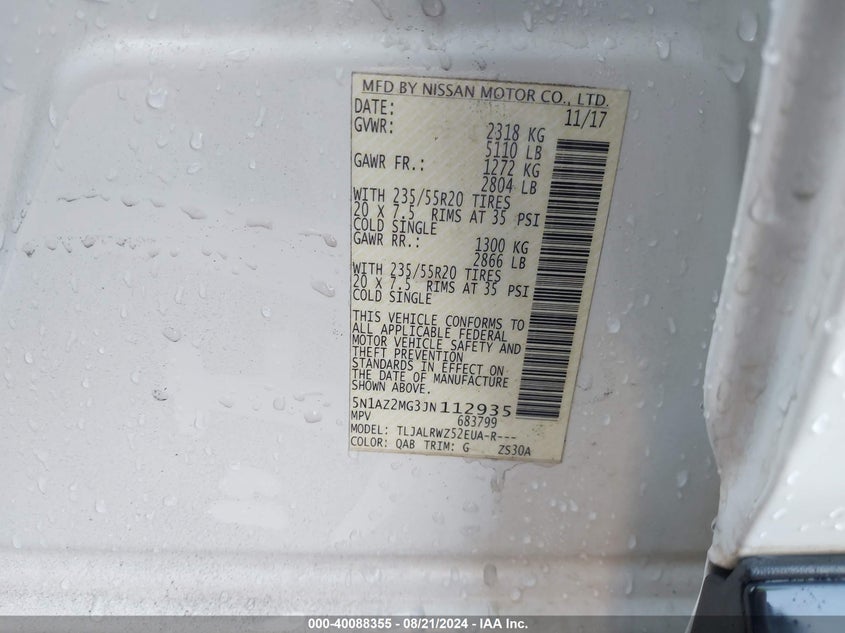 MFD BY NISSAN MOTOR CO., LTD.
DATE: 11/17
GVWR: 2318 KG
5110 LB
GAWR FR.: 1272 KG
2804 LB
WITH 235/55R20 TIRES
20 X 7.5 RIMS AT 35 PSI
COLD SINGLE
GAWR RR.: 1300 KG
2866 LB
WITH 235/55R20 TIRES
20 X 7.5 RIMS AT 35 PSI
COLD SINGLE
THIS VEHICLE CONFORMS TO
ALL APPLICABLE FEDERAL
MOTOR VEHICLE SAFETY AND
THEFT PREVENTION
STANDARDS IN EFFECT ON
THE DATE OF MANUFACTURE
SHOWN ABOVE.
5N1AZ2MG3JN112935
MPV 683799
MODEL: TLJALRWZ52EUA-R---
COLOR: QAB TRIM: G ZS30A
000-40088355 - 08/21/2024 - IAA Inc.